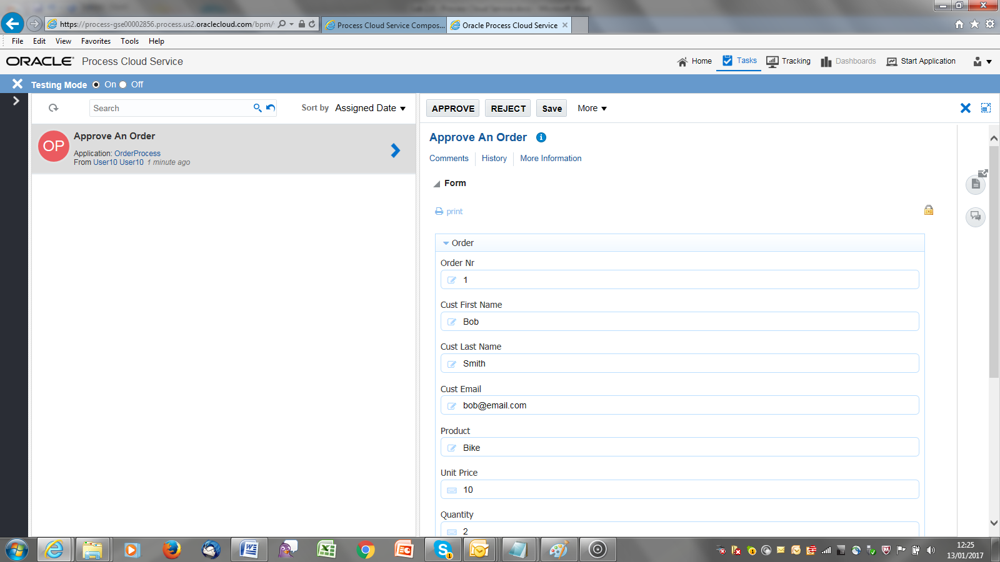 https://process-gse00002856.process.us2.oraclecloud.com/bpm/
Process Cloud Service Compos...
Oracle Process Cloud Service
File Edit View Favorites Tools Help
ORACLE Process Cloud Service
Home Tasks Tracking Dashboards Start Application
Testing Mode On Off
Search
Sort by Assigned Date
APPROVE REJECT Save More
OP
Approve An Order
Application: OrderProcess
From User10 User10 1 minute ago
Approve An Order
Comments History More Information
Form
print
Order
Order Nr
1
Cust First Name
Bob
Cust Last Name
Smith
Cust Email
bob@email.com
Product
Bike
Unit Price
10
Quantity
2
12:25
13/01/2017